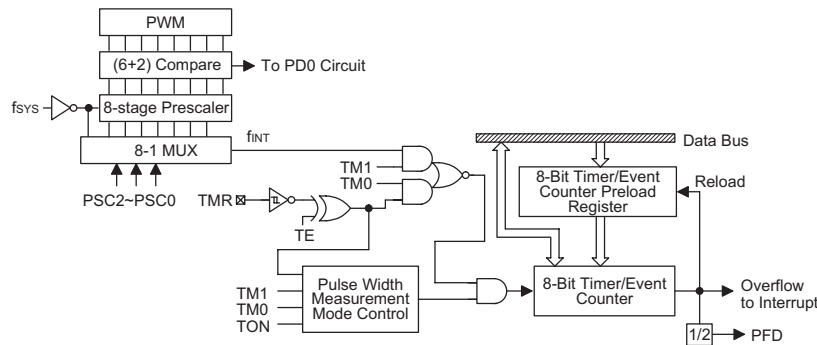 PWM
(6+2) Compare
To PD0 Circuit
fSYS
8-stage Prescaler
8-1 MUX
fINT
PSC2~PSC0
TM1
TM0
TMR
TE
Data Bus
8-Bit Timer/Event
Counter Preload
Register
Reload
TM1
TM0
TON
Pulse Width
Measurement
Mode Control
8-Bit Timer/Event
Counter
Overflow
to Interrupt
1/2
PFD